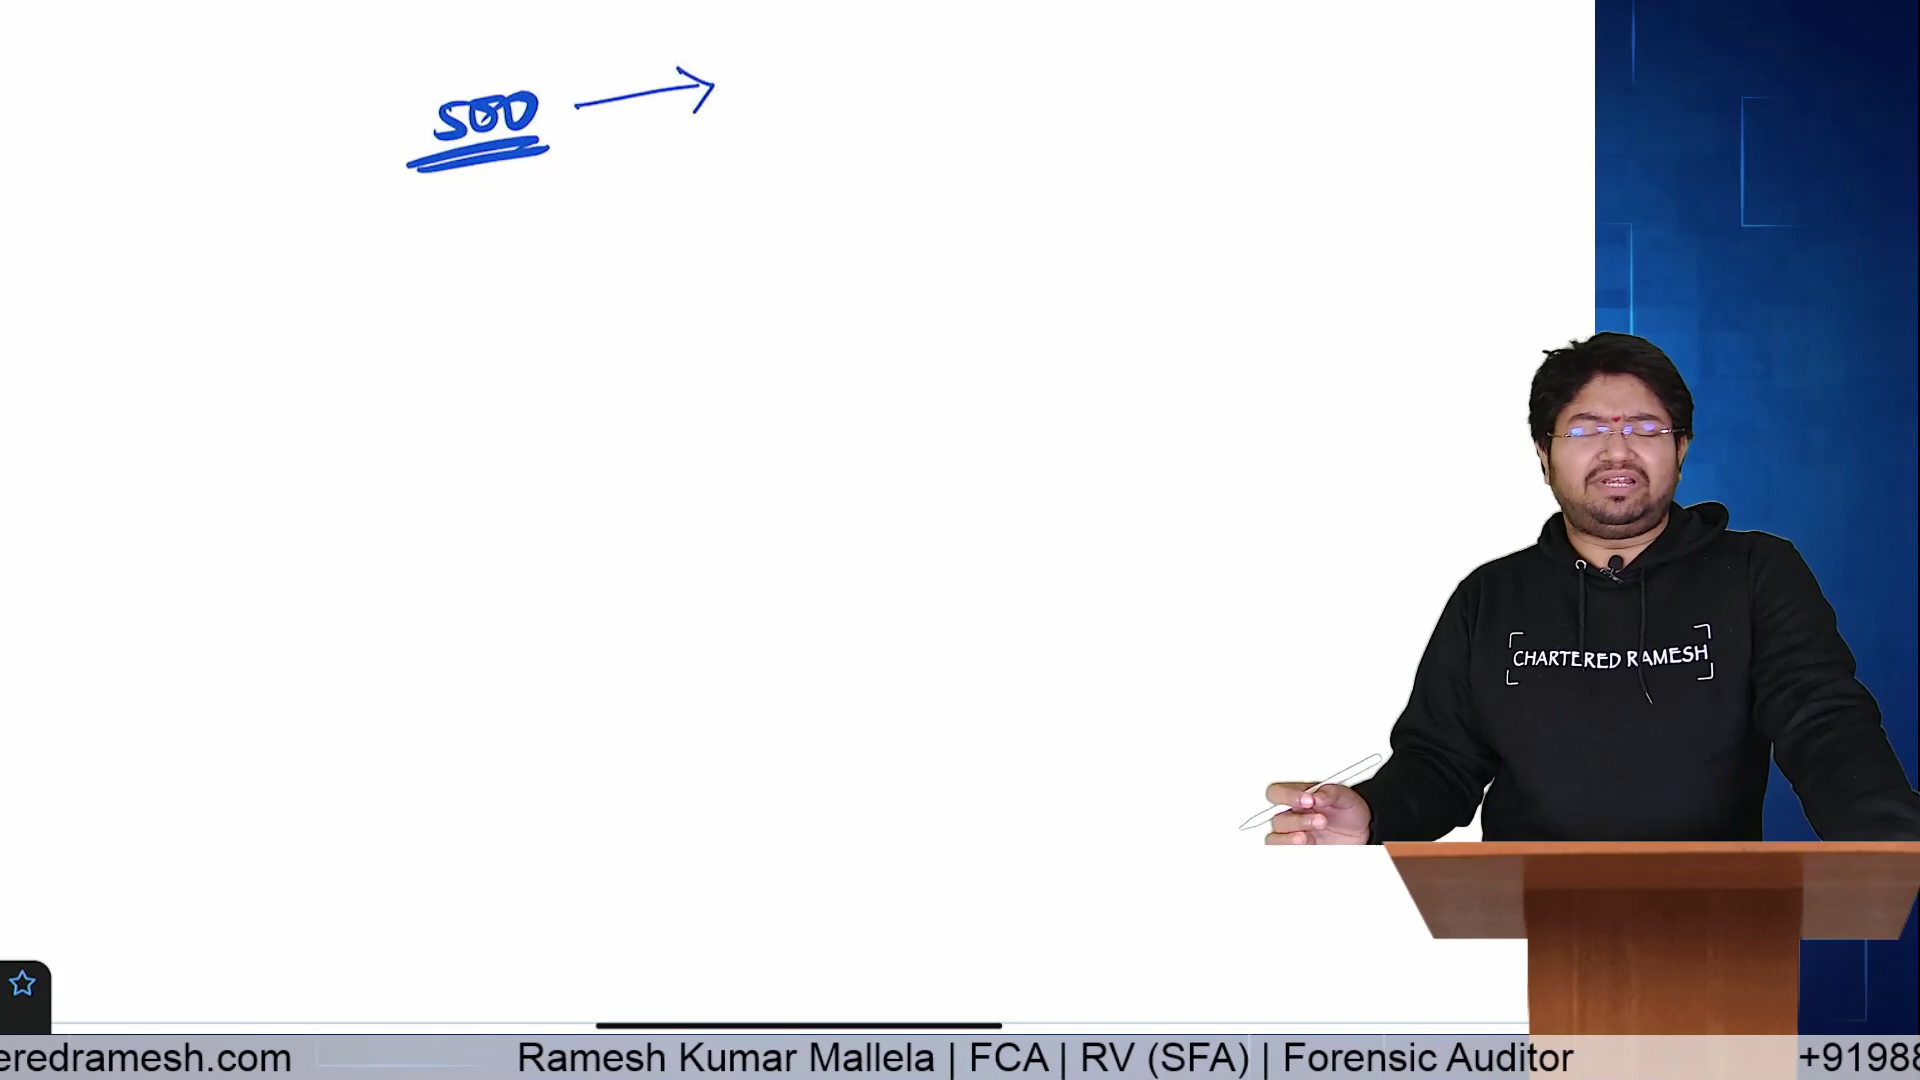 500
CHARTERED RAMESH
eredramesh.com Ramesh Kumar Mallela | FCA | RV (SFA) | Forensic Auditor +91988